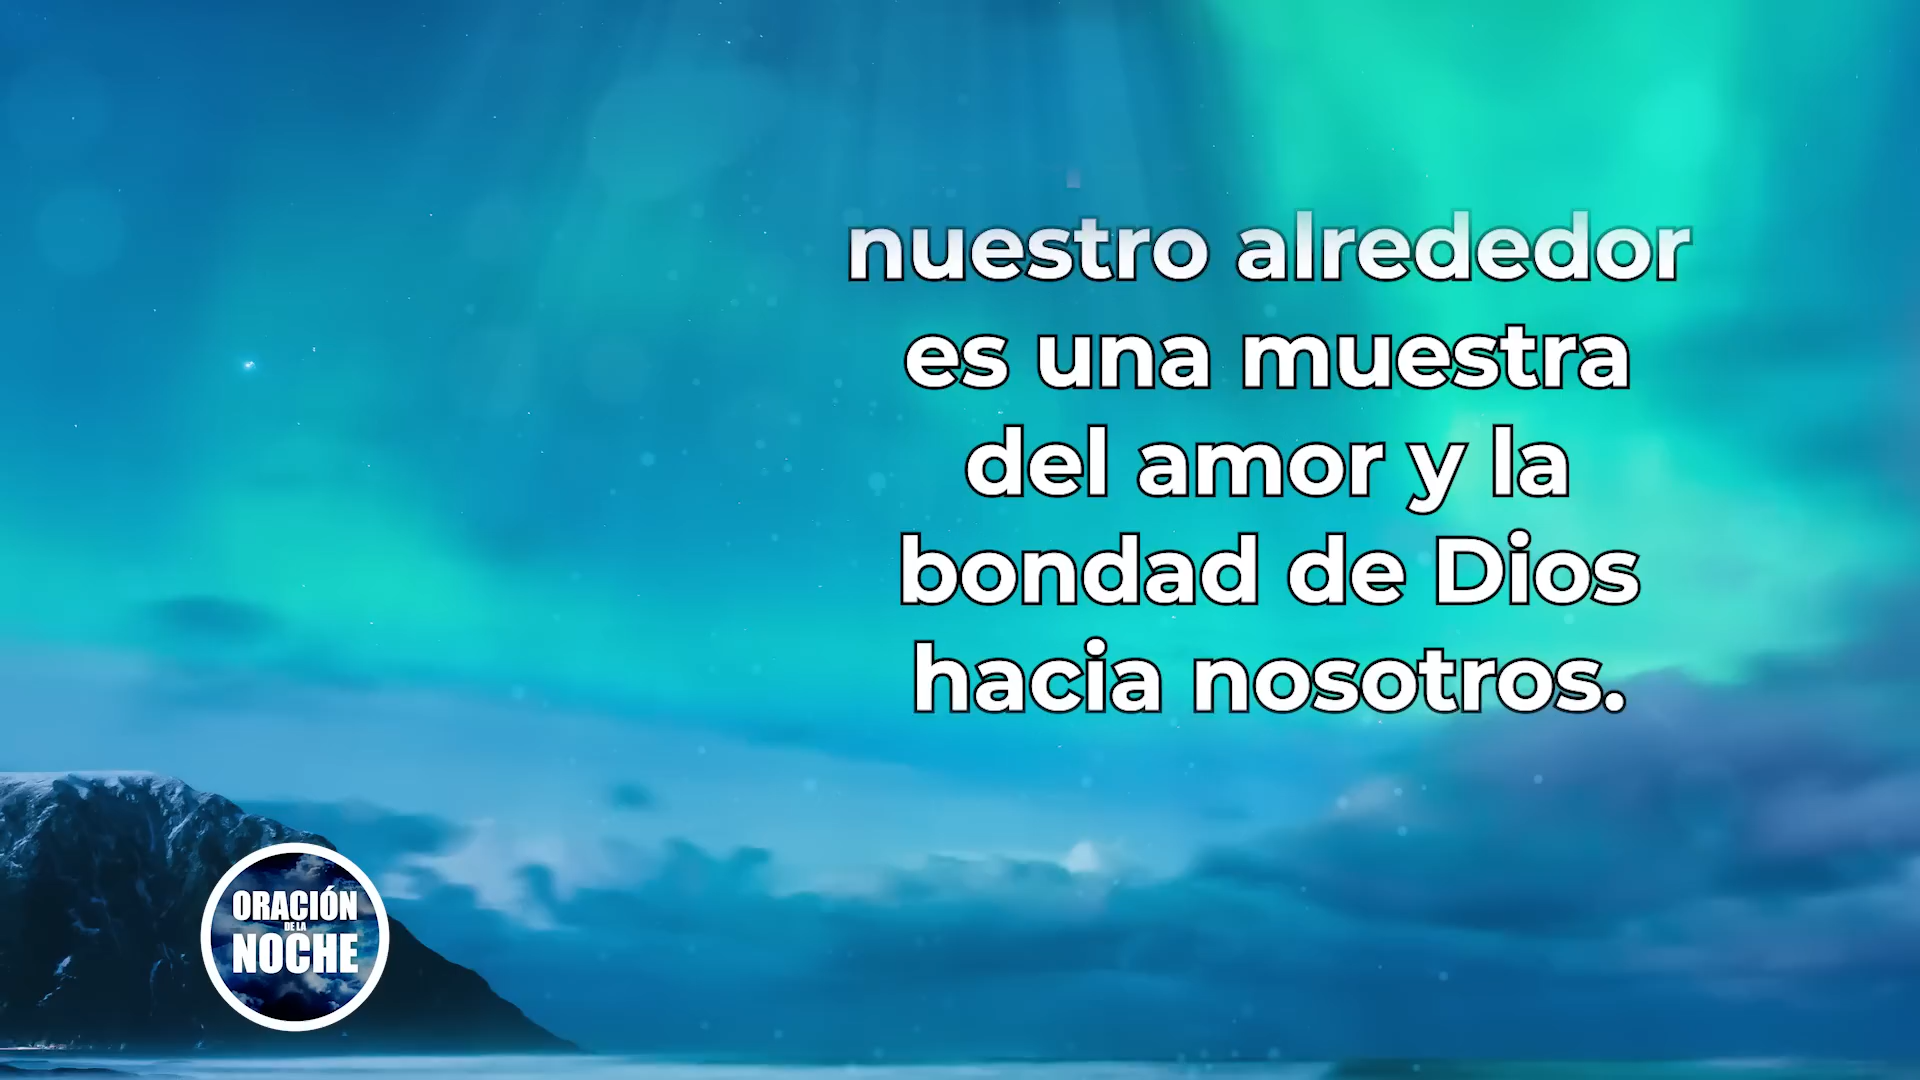 nuestro alrededor
es una muestra
del amor y la
bondad de Dios
hacia nosotros.
ORACIÓN
DE LA
NOCHE